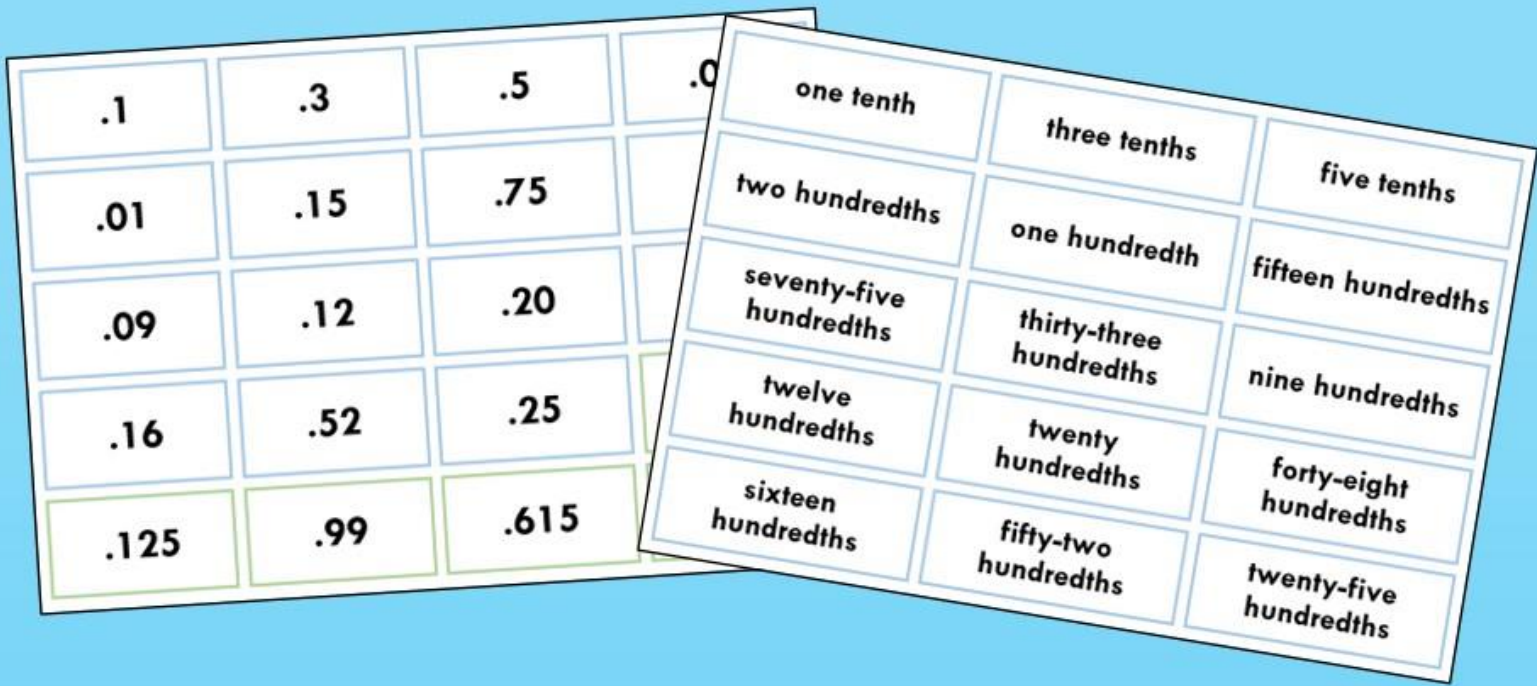 .1 .3 .5 .0
.01 .15 .75
.09 .12 .20
.16 .52 .25
.125 .99 .615
one tenth three tenths five tenths
two hundredths one hundredth fifteen hundredths
seventy-five
hundredths
thirty-three
hundredths
nine hundredths
twelve
hundredths
twenty
hundredths
forty-eight
hundredths
sixteen
hundredths
fifty-two
hundredths
twenty-five
hundredths